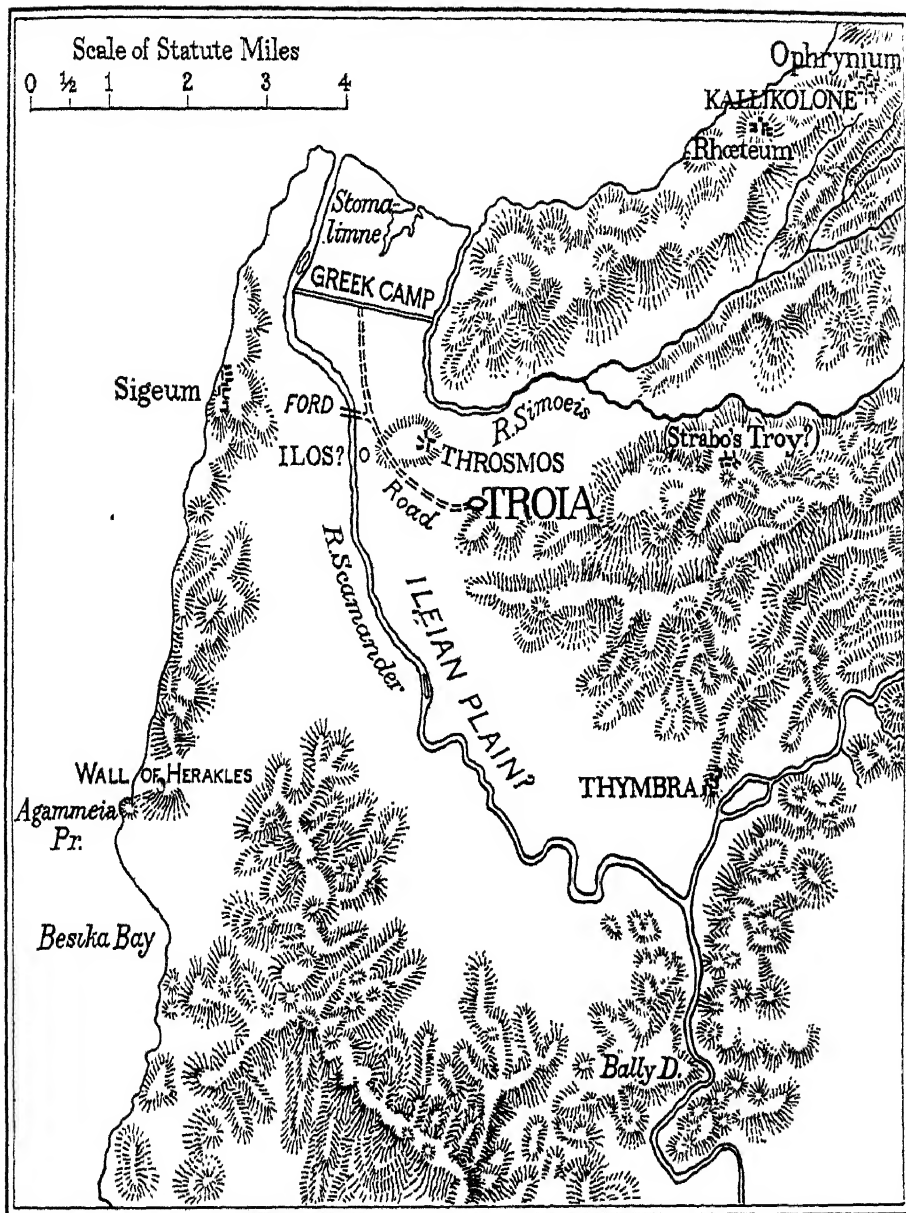 Scale of Statute Miles
0 ½ 1 2 3 4
Ophrynium
KALLIKOLONE
Rhœteum
Stoma-
limne
GREEK CAMP
Sigeum
FORD
R. Simoeis
(Strabo's Troy?)
ILOS?
THROSMOS
Road
TROIA
R. Scamander
ILEIAN PLAIN?
WALL OF HERAKLES
THYMBRA
Agammeia
Pr.
Besika Bay
Bally D.